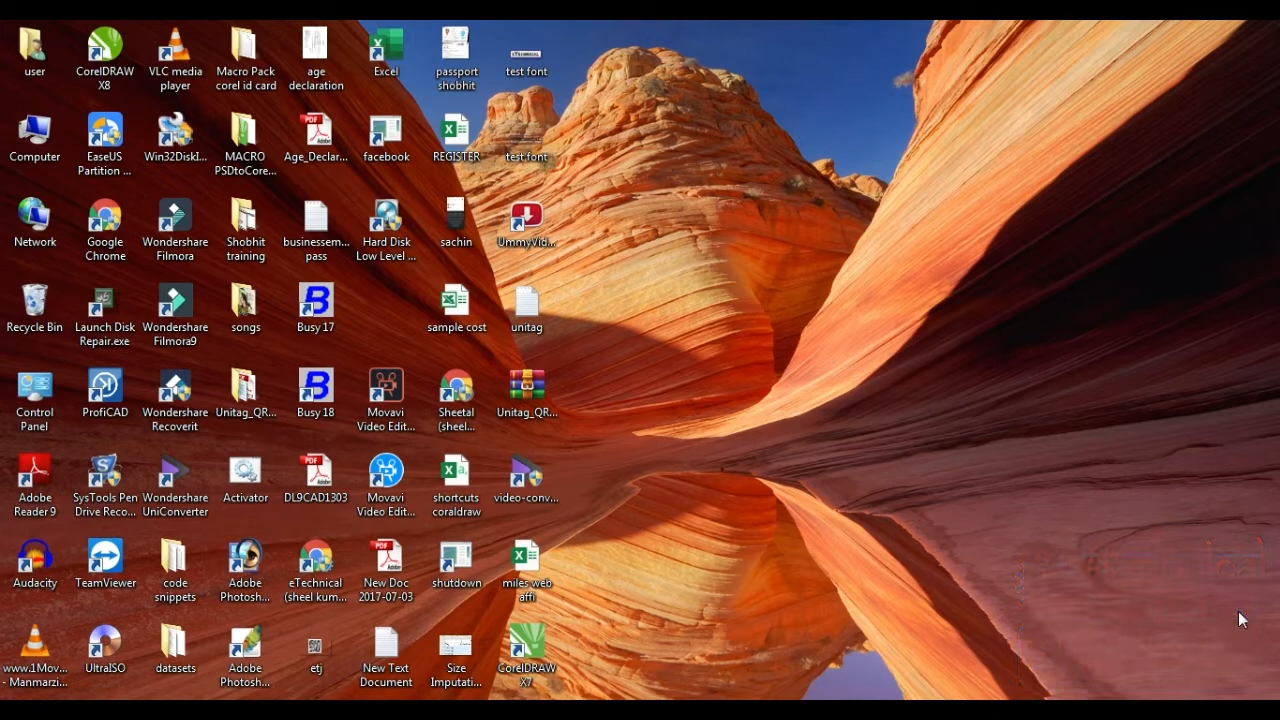 user
CorelDRAW
X8
VLC media
player
Macro Pack
corel id card
age
declaration
Excel
passport
shobhit
test font
Computer
EaseUS
Partition ...
Win32DiskI...
MACRO
PSDtoCore...
Age_Declar...
facebook
REGISTER
test.font
Network
Google
Chrome
Wondershare
Filmora
Shobhit
training
businessem...
pass
Hard Disk
Low Level ...
sachin
UmmyVid...
Recycle Bin
Launch Disk
Repair.exe
Wondershare
Filmora9
songs
Busy 17
sample cost
unitag
Control
Panel
ProfiCAD
Wondershare
Recoverit
Unitag_QR...
Busy 18
Movavi
Video Edit...
Sheetal
(sheel...
Unitag_QR...
Adobe
Reader 9
SysTools Pen
Drive Reco...
Wondershare
UniConverter
Activator
DL9CAD1303
Movavi
Video Edit...
shortcuts
coraldraw
video-conv...
Audacity
TeamViewer
code
snippets
Adobe
Photosh...
eTechnical
(sheel kum...
New Doc
2017-07-03
shutdown
miles web
affi
www.1Mov...
- Manmarzi...
UltraISO
datasets
Adobe
Photosh...
etj
New Text
Document
Size
Imputati...
CorelDRAW
X7